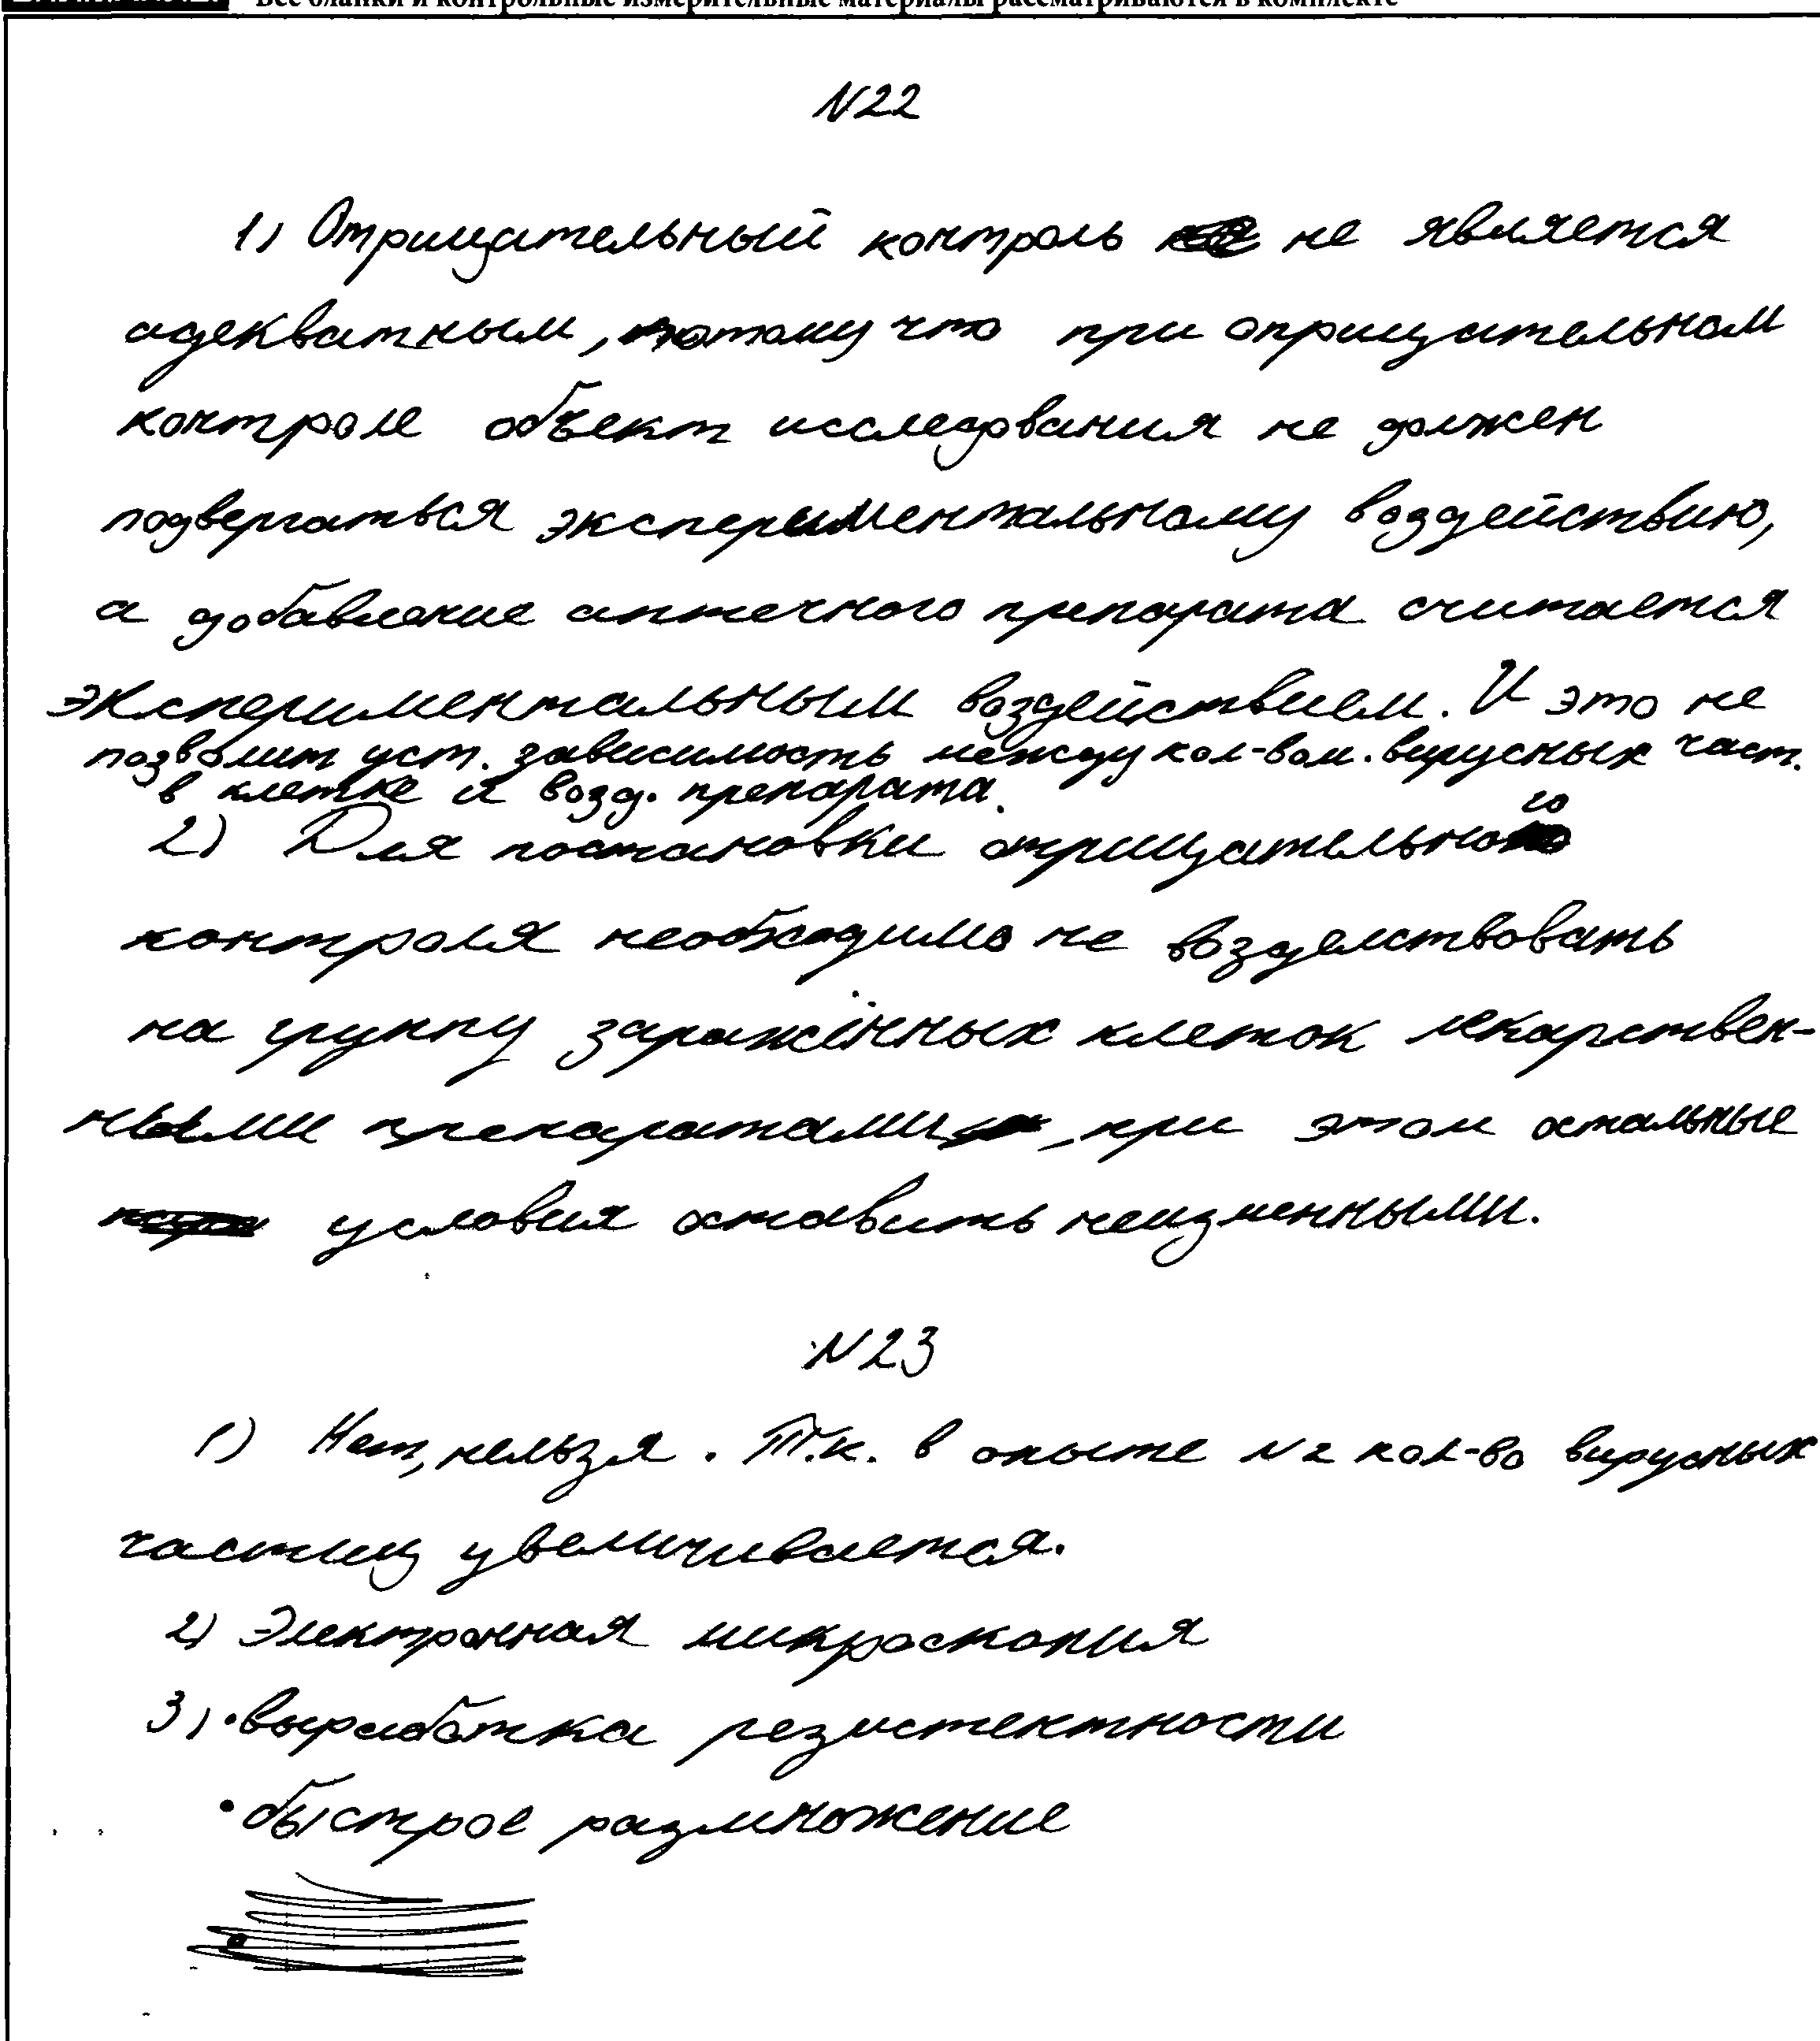 Все бланки и контрольные измерительные материалы рассматриваются в комплекте
N22
1) Отрицательный контроль не является
адекватным, потому что при оприцительном
контроле объект исследования не должен
подвергаться экспериментальному воздействию,
а добавление аптечного препарата считается
экспериментальным воздействием. И это не
позволит уст. зависимость между кол-вом. вирусных част.
в клетке и возд. препарата.
2) Для постановки отрицательного
контроля необходимо не воздействовать
на группу заражённых клеток лекарствен-
ными препаратами, при этом остальные
условия оставить неизменными.
N23
1) Нет, нельзя. Т.к. в опыте N2 кол-во вирусных
частиц увеличивается.
2) Электронная микроскопия
3) • выработка резистентности
• быстрое размножение